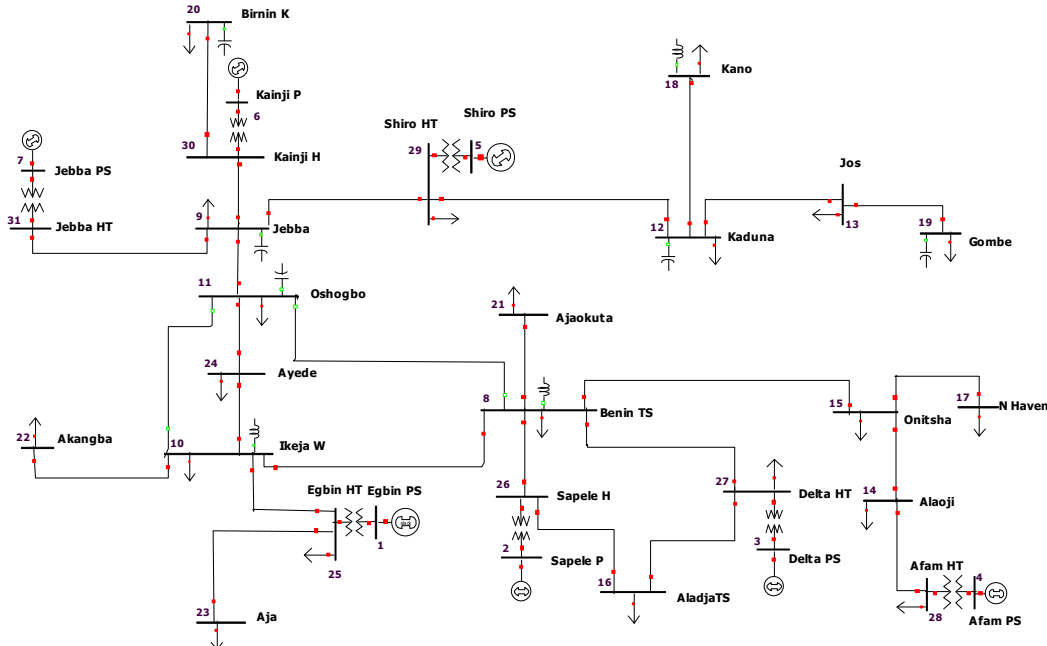 20
Birnin K
Kainji P
6
30
Kainji H
7
Jebba PS
31
Jebba HT
9
Jebba
Shiro HT
Shiro PS
29
5
18
Kano
Jos
13
12
Kaduna
19
Gombe
11
Oshogbo
24
Ayede
22
Akangba
10
Ikeja W
Egbin HT
Egbin PS
1
25
23
Aja
21
Ajaokuta
8
Benin TS
26
Sapele H
2
Sapele P
16
AladjaTS
27
Delta HT
3
Delta PS
15
Onitsha
17
N Haven
14
Alaoji
Afam HT
4
28
Afam PS